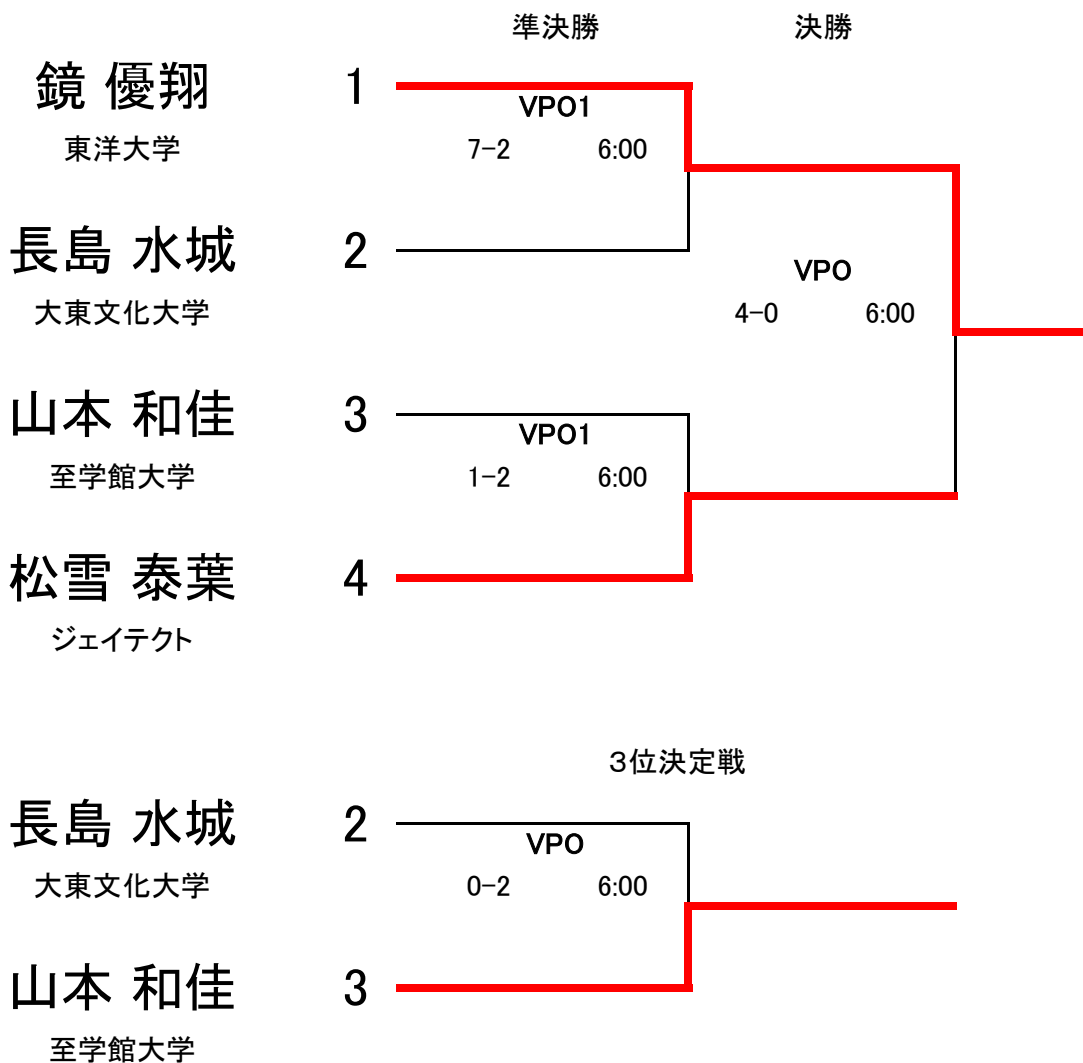 準決勝 決勝
鏡 優翔 1
VPO1
東洋大学 7-2 6:00
長島 水城 2
VPO
大東文化大学 4-0 6:00
山本 和佳 3
VPO1
至学館大学 1-2 6:00
松雪 泰葉 4
ジェイテクト
３位決定戦
長島 水城 2
VPO
大東文化大学 0-2 6:00
山本 和佳 3
至学館大学